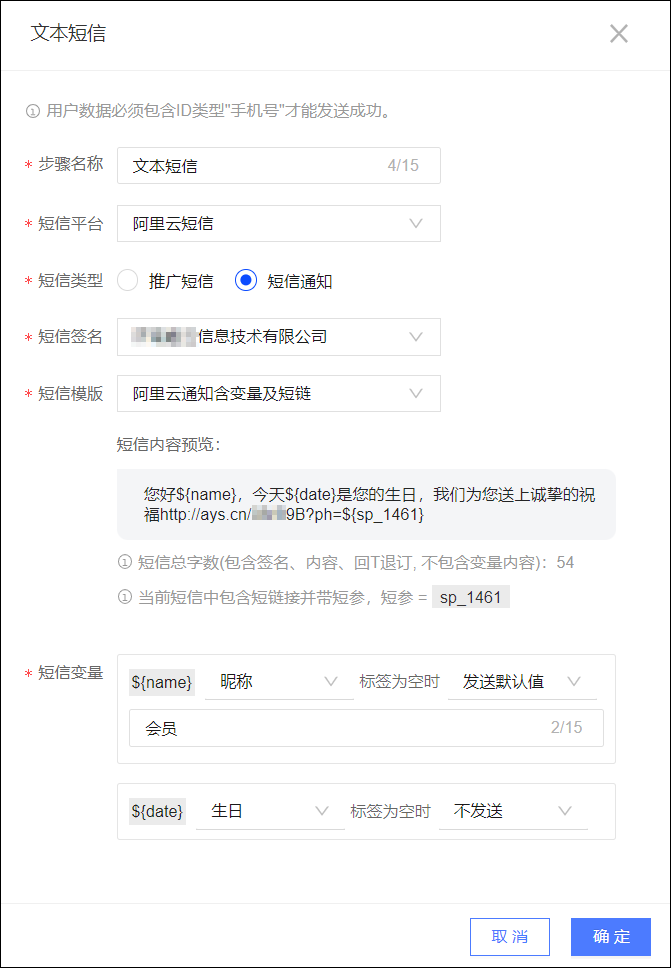 文本短信
用户数据必须包含ID类型"手机号"才能发送成功。
* 步骤名称 文本短信 4/15
* 短信平台 阿里云短信
* 短信类型 推广短信 短信通知
* 短信签名 信息技术有限公司
* 短信模版 阿里云通知含变量及短链
短信内容预览：
您好${name}，今天${date}是您的生日，我们为您送上诚挚的祝
福http://ays.cn/ 9B?ph=${sp_1461}
短信总字数(包含签名、内容、回T退订, 不包含变量内容)：54
当前短信中包含短链接并带短参，短参 = sp_1461
* 短信变量 ${name} 昵称 标签为空时 发送默认值
会员 2/15
${date} 生日 标签为空时 不发送
取 消 确 定